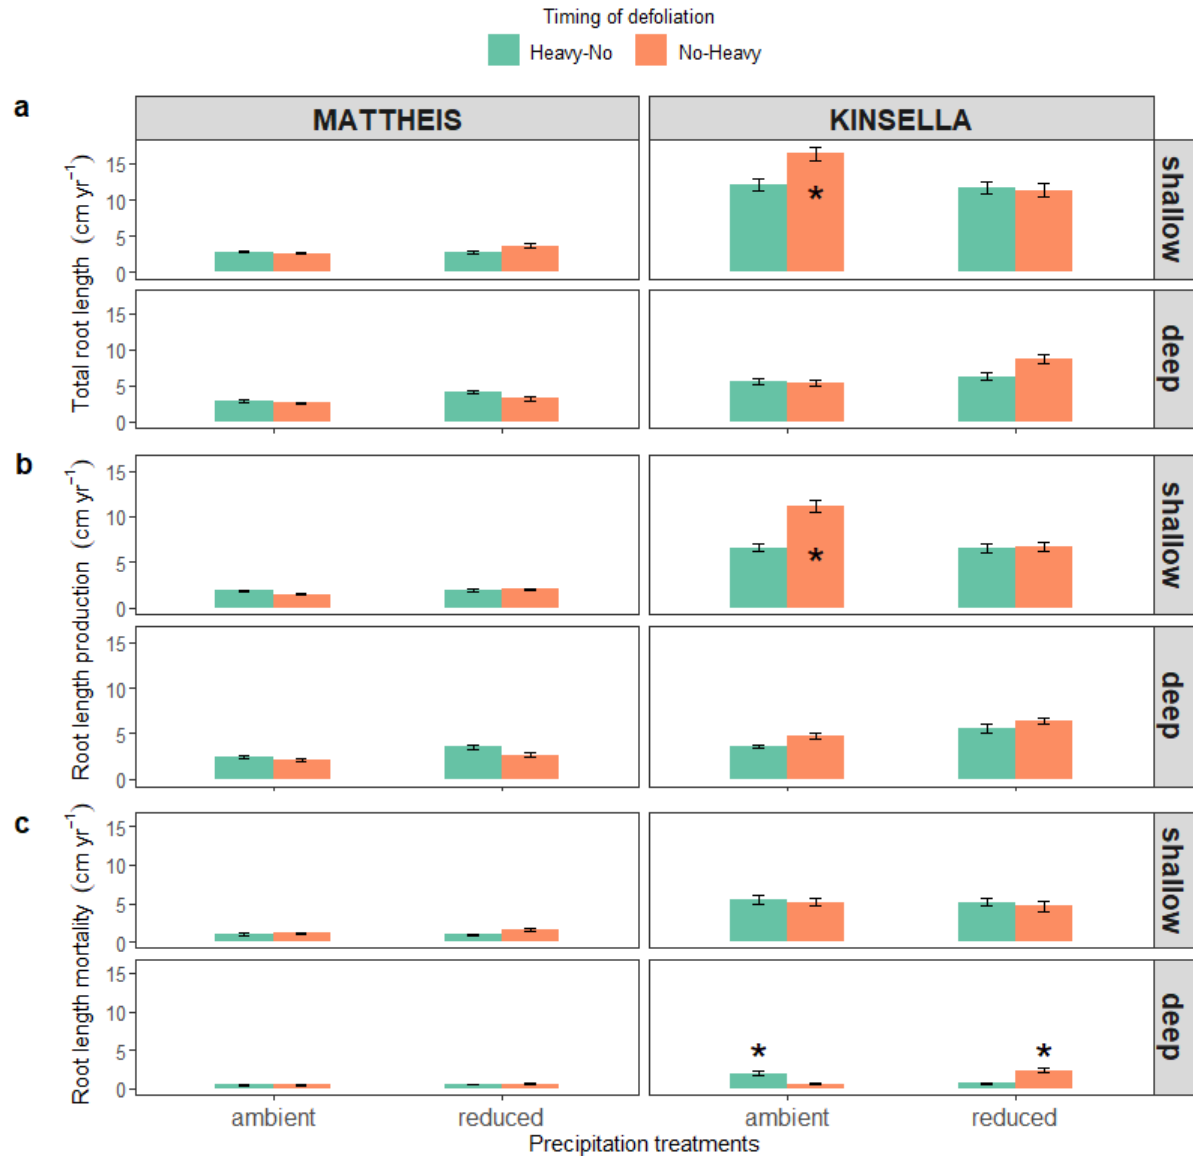 Timing of defoliation
Heavy-No No-Heavy
a
MATTHEIS KINSELLA
Total root length (cm yr⁻¹)
15
10
5
0
shallow
15
10
5
0
deep
b
Root length production (cm yr⁻¹)
15
10
5
0
*
shallow
15
10
5
0
deep
c
Root length mortality (cm yr⁻¹)
15
10
5
0
shallow
15
10
5
0
* *
deep
ambient reduced ambient reduced
Precipitation treatments